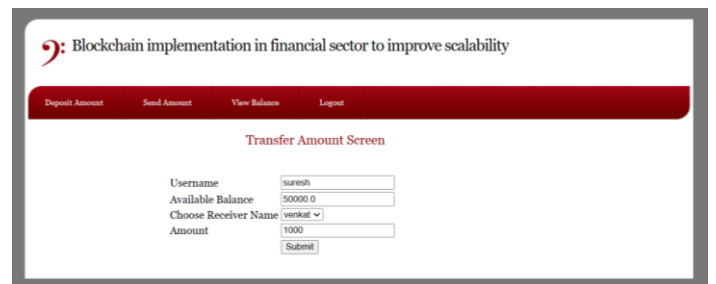 Blockchain implementation in financial sector to improve scalability
Deposit Amount Send Amount View Balance Logout
Transfer Amount Screen
Username suresh
Available Balance 50000.0
Choose Receiver Name venkat
Amount 1000
Submit